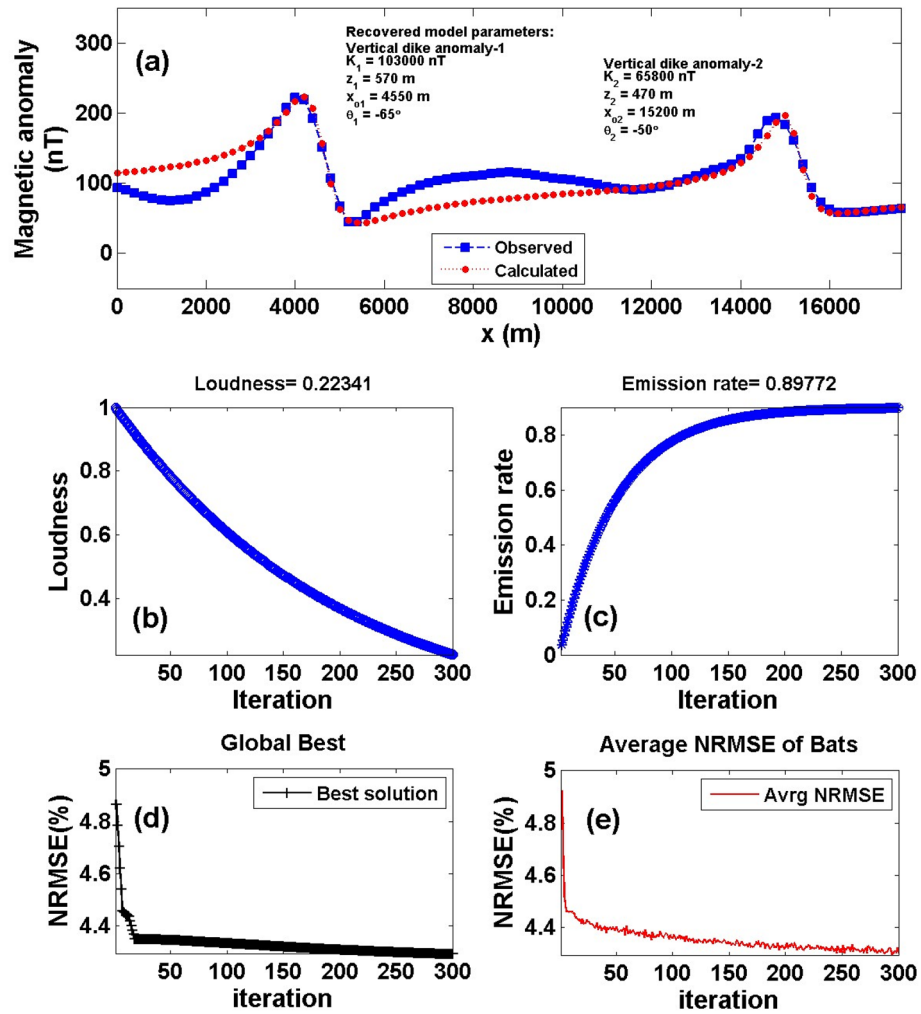 (a)
Magnetic anomaly
(nT)
300
200
100
0
Recovered model parameters:
Vertical dike anomaly-1
K1 = 103000 nT
z1 = 570 m
xo1 = 4550 m
θ1 = -65o
Vertical dike anomaly-2
K2 = 65800 nT
z2 = 470 m
xo2 = 15200 m
θ2 = -50o
Observed
Calculated
0 2000 4000 6000 8000 10000 12000 14000 16000
x (m)
Loudness= 0.22341
Loudness
1
0.8
0.6
0.4
(b)
50 100 150 200 250 300
Iteration
Emission rate= 0.89772
Emission rate
0.8
0.6
0.4
0.2
0
(c)
50 100 150 200 250 300
Iteration
Global Best
NRMSE(%)
5
4.8
4.6
4.4
(d)
Best solution
50 100 150 200 250 300
iteration
Average NRMSE of Bats
NRMSE(%)
5
4.8
4.6
4.4
(e)
Avrg NRMSE
50 100 150 200 250 300
iteration